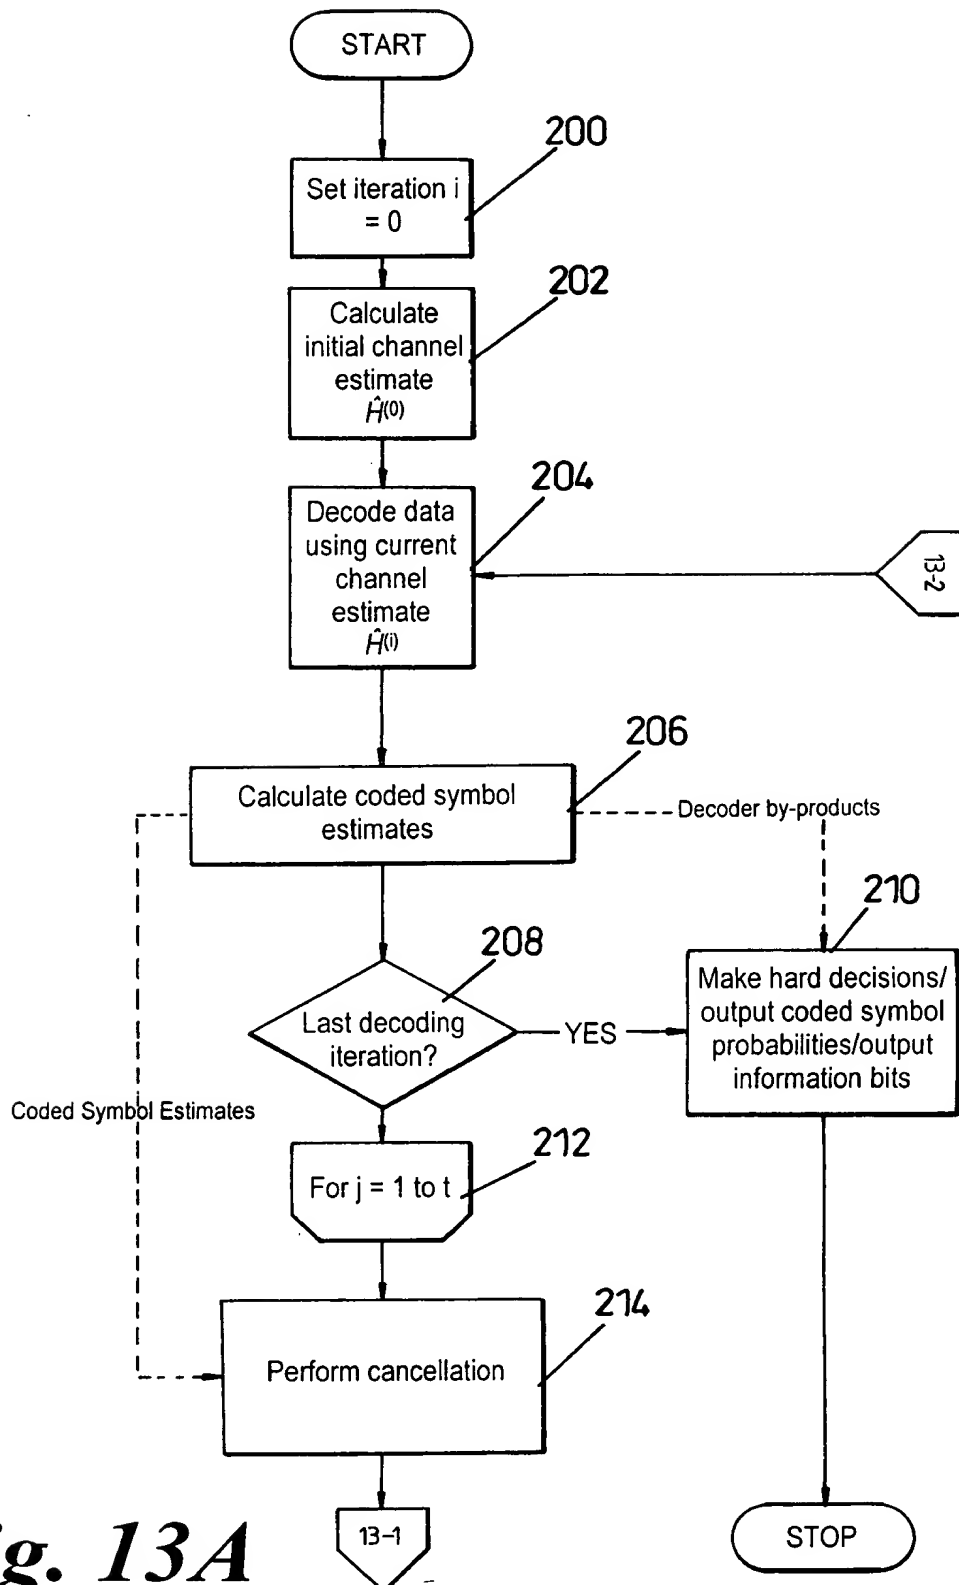 START
200
Set iteration i
= 0
202
Calculate
initial channel
estimate
Ĥ(0)
204
Decode data
using current
channel
estimate
Ĥ(i)
13-2
206
Calculate coded symbol
estimates
Decoder by-products
210
208
Make hard decisions/
output coded symbol
probabilities/output
information bits
Last decoding
iteration?
YES
Coded Symbol Estimates
212
For j = 1 to t
214
Perform cancellation
13-1
STOP
ig. 13A